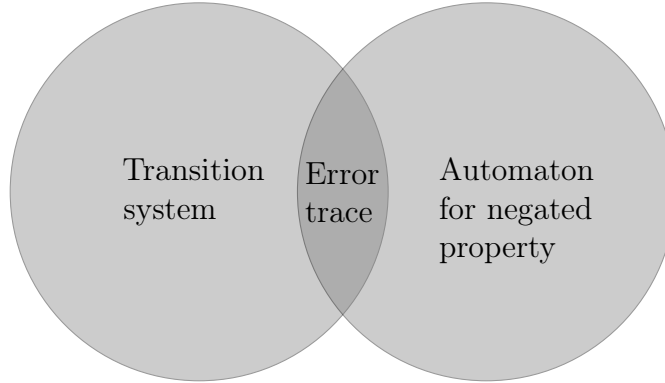 Transition
system
Error
trace
Automaton
for negated
property